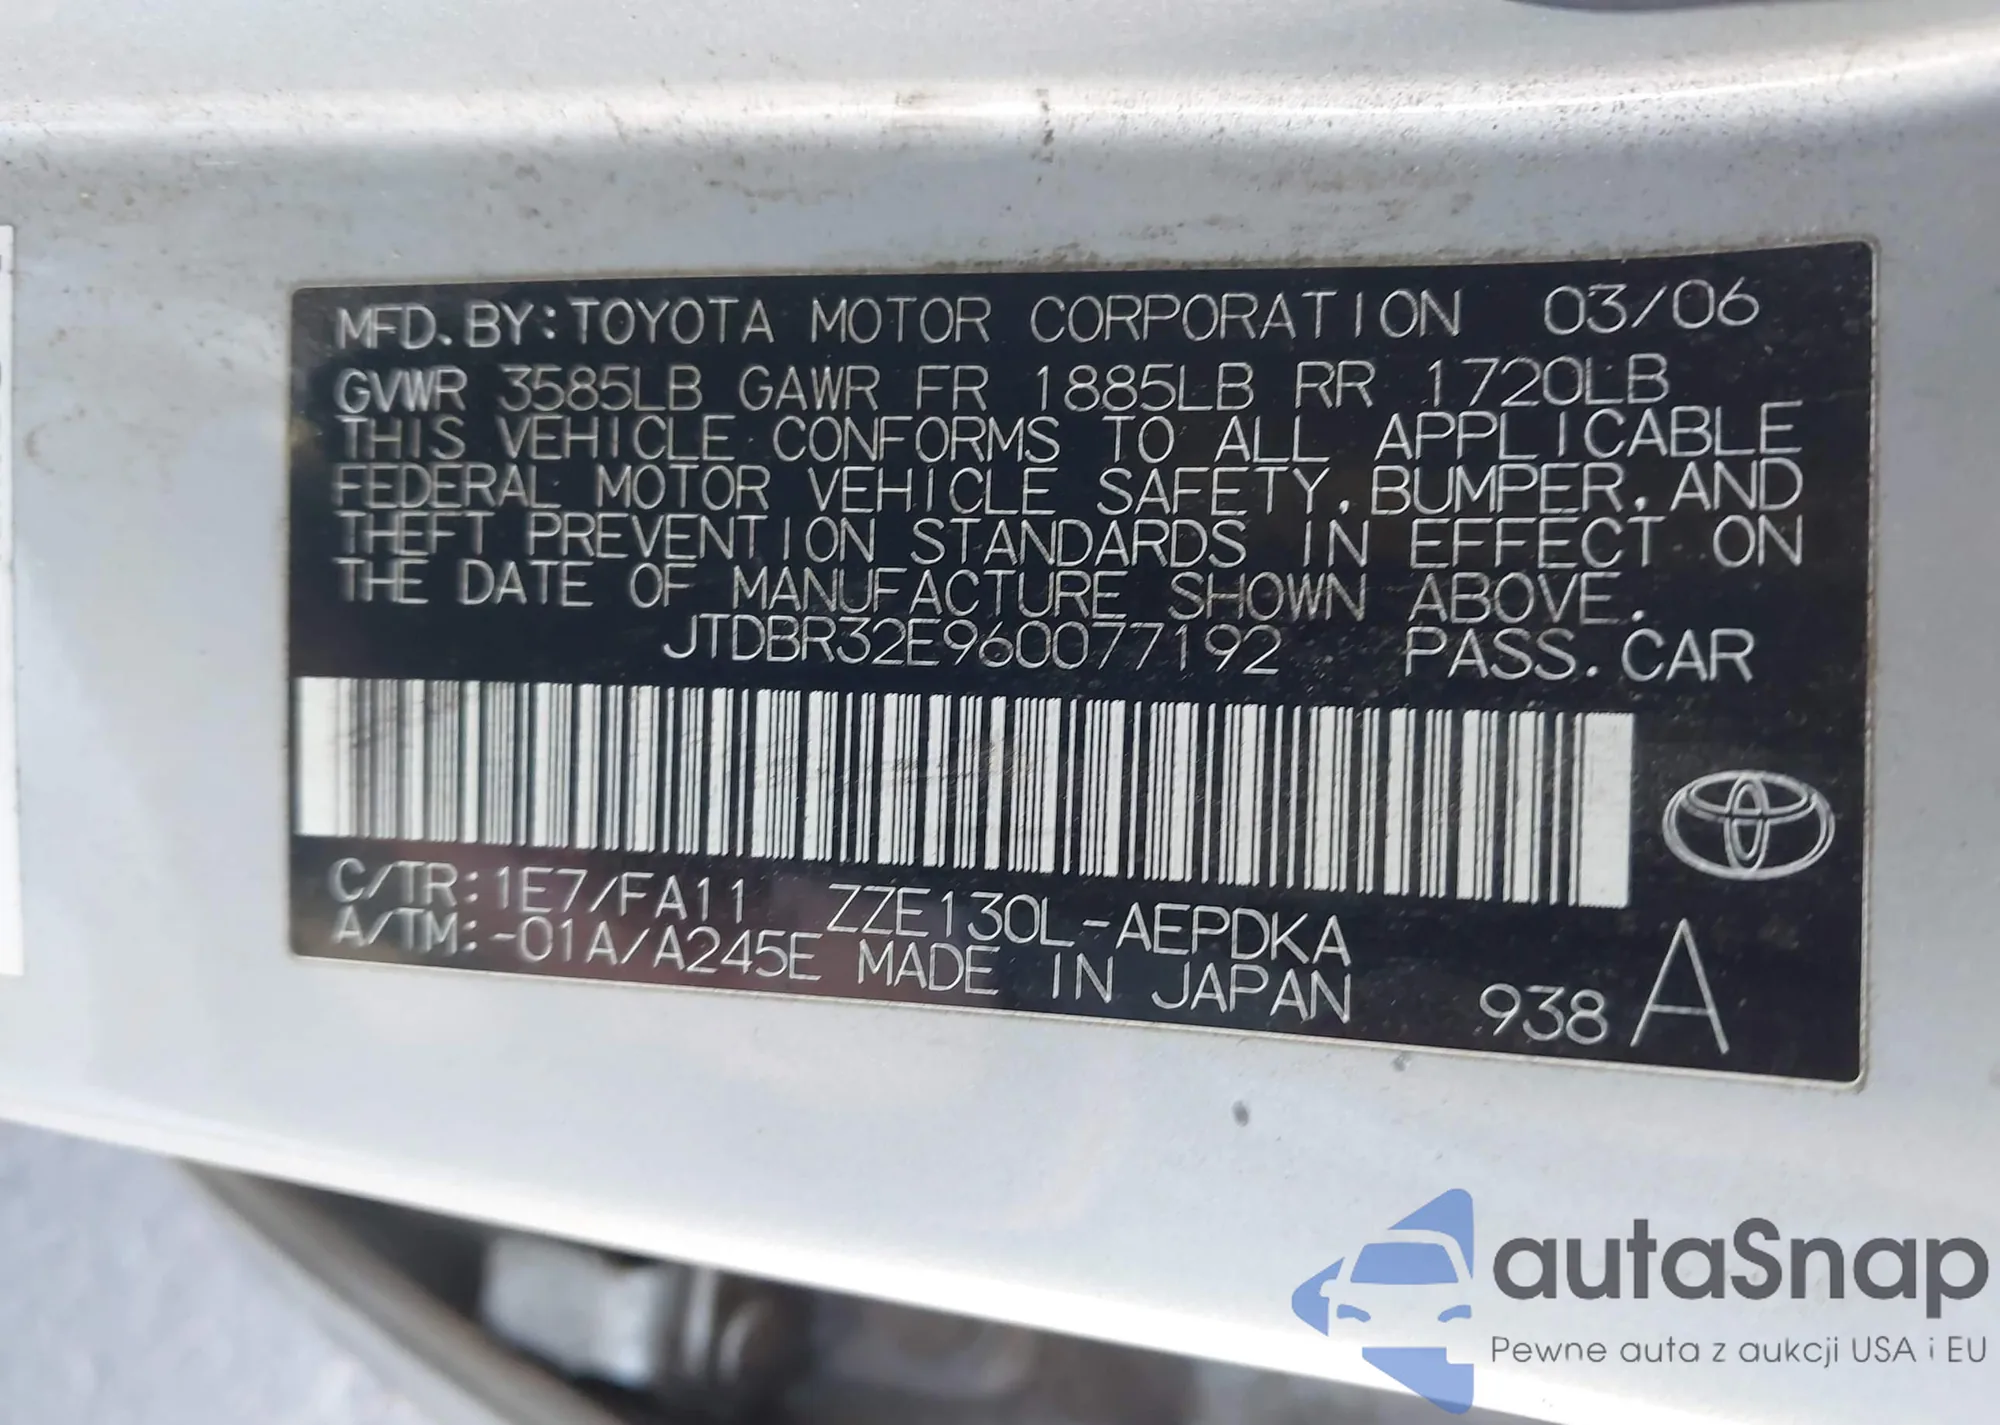 MFD. BY: TOYOTA MOTOR CORPORATION 03/06
GVWR 3585LB GAWR FR 1885LB RR 1720LB
THIS VEHICLE CONFORMS TO ALL APPLICABLE
FEDERAL MOTOR VEHICLE SAFETY, BUMPER, AND
THEFT PREVENTION STANDARDS IN EFFECT ON
THE DATE OF MANUFACTURE SHOWN ABOVE.
JTDBR32E960077192 PASS. CAR
C/TR: 1E7/FA11 ZZE130L-AEPDKA
A/TM: -01A/A245E MADE IN JAPAN 938 A
autaSnap
Pewne auta z aukcji USA i EU